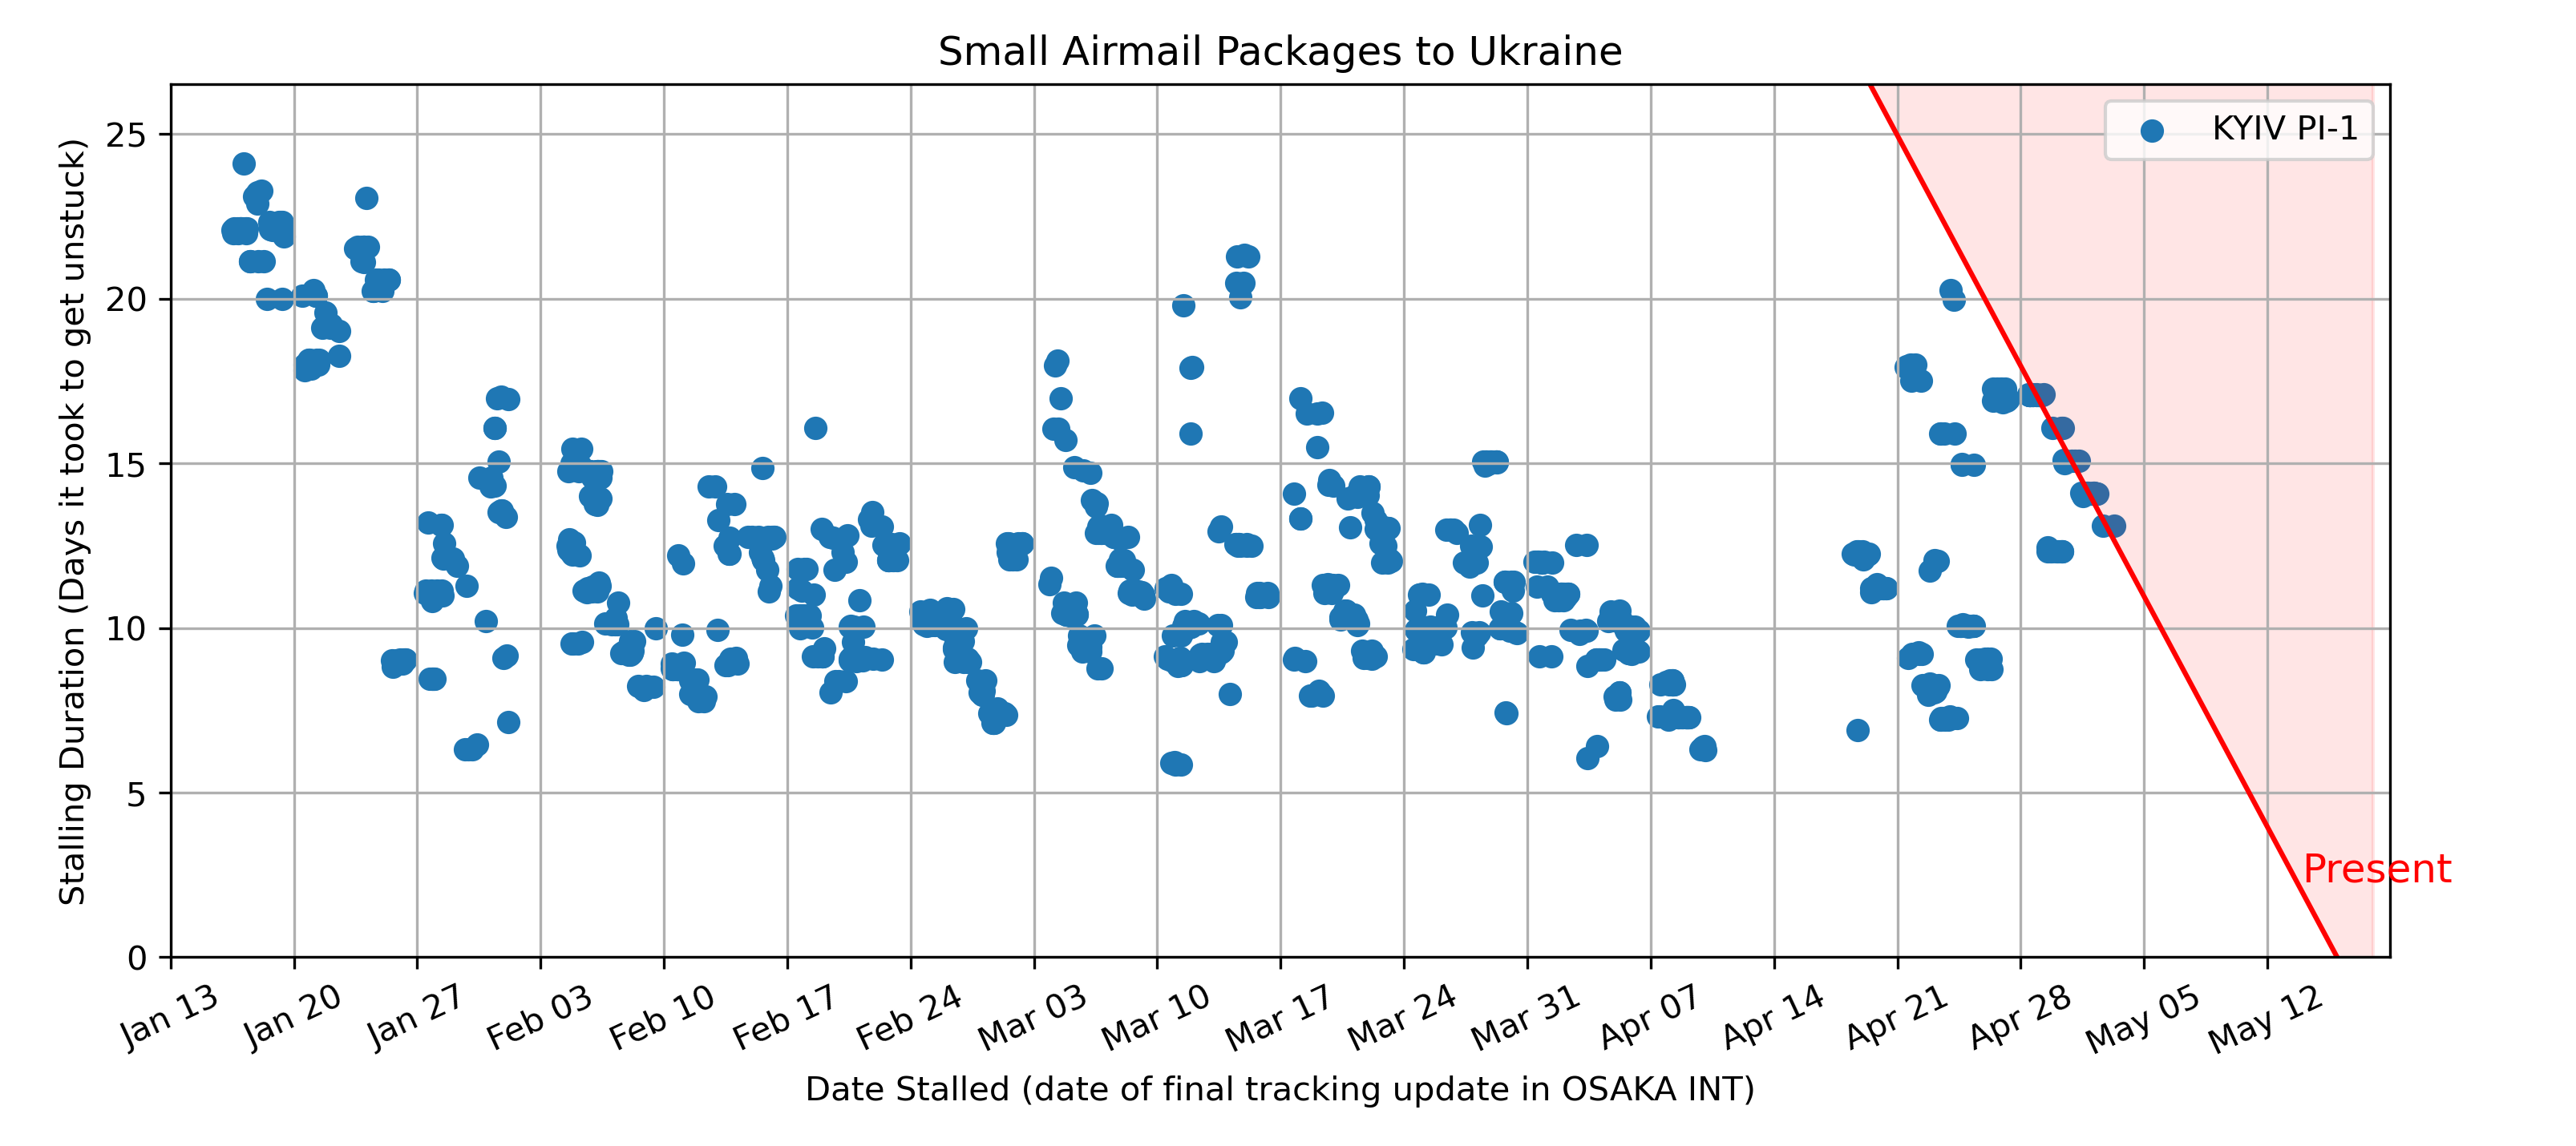 Small Airmail Packages to Ukraine
Stalling Duration (Days it took to get unstuck)
25
20
15
10
5
0
KYIV PI-1
Present
Jan 13
Jan 20
Jan 27
Feb 03
Feb 10
Feb 17
Feb 24
Mar 03
Mar 10
Mar 17
Mar 24
Mar 31
Apr 07
Apr 14
Apr 21
Apr 28
May 05
May 12
Date Stalled (date of final tracking update in OSAKA INT)